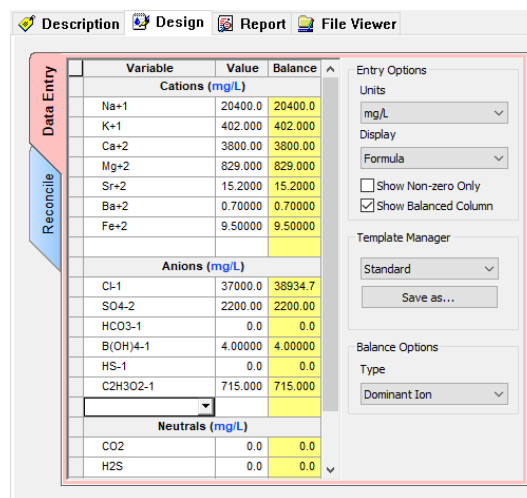 Description Design Report File Viewer
Data Entry
Reconcile
Variable Value Balance
Cations (mg/L)
Na+1 20400.0 20400.0
K+1 402.000 402.000
Ca+2 3800.00 3800.00
Mg+2 829.000 829.000
Sr+2 15.2000 15.2000
Ba+2 0.70000 0.70000
Fe+2 9.50000 9.50000
Anions (mg/L)
Cl-1 37000.0 38934.7
SO4-2 2200.00 2200.00
HCO3-1 0.0 0.0
B(OH)4-1 4.00000 4.00000
HS-1 0.0 0.0
C2H3O2-1 715.000 715.000
Neutrals (mg/L)
CO2 0.0 0.0
H2S 0.0 0.0
Entry Options
Units
mg/L
Display
Formula
Show Non-zero Only
Show Balanced Column
Template Manager
Standard
Save as...
Balance Options
Type
Dominant Ion